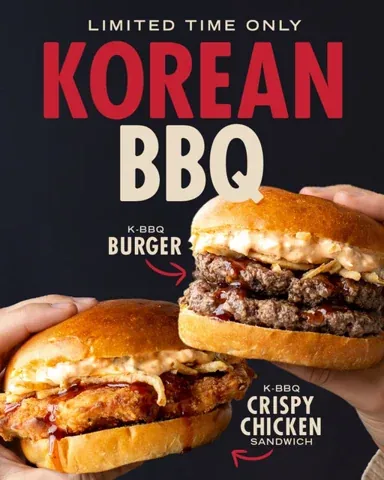 LIMITED TIME ONLY
KOREAN
BBQ
K-BBQ
BURGER
K-BBQ
CRISPY
CHICKEN
SANDWICH